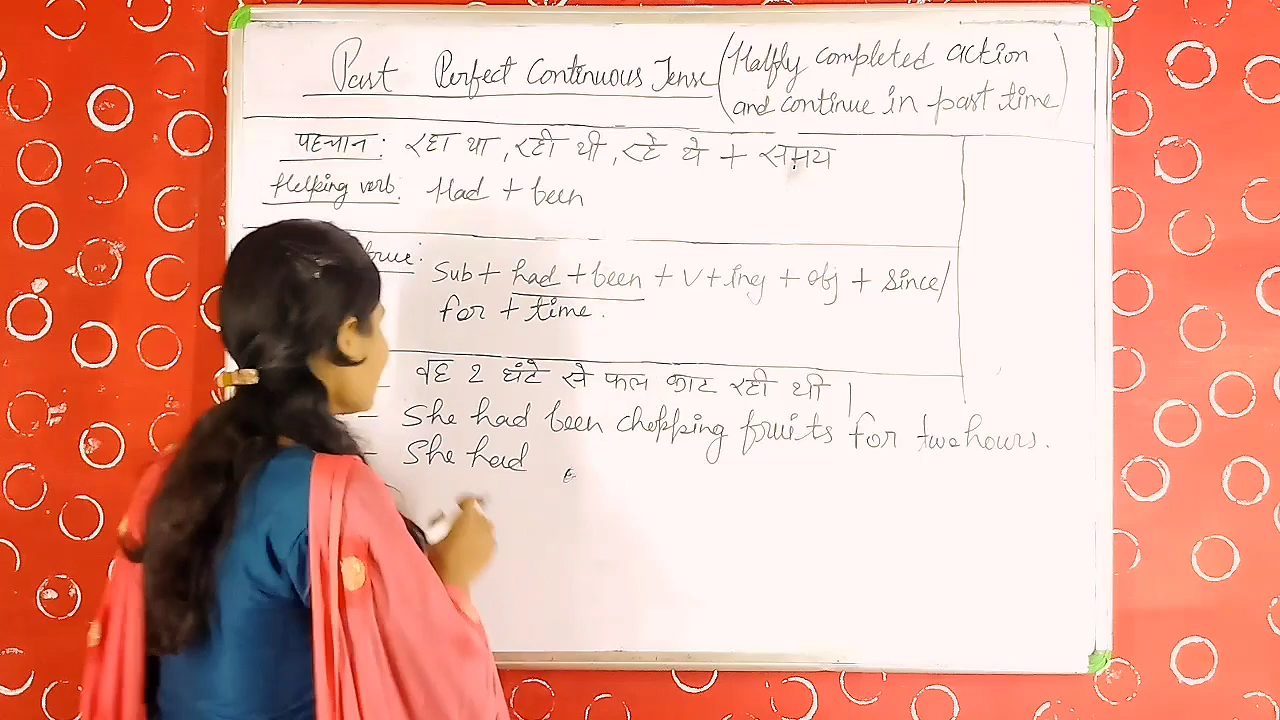 Past Perfect Continuous Tense (Halfly completed action
and continue in past time)
पहचान: रहा था, रही थी, रहे थे + समय
Helping verb: Had + been
Sub + had + been + V + ing + obj + since/
for + time.
- वह 2 घंटे से फल काट रही थी।
- She had been chopping fruits for two hours.
- She had